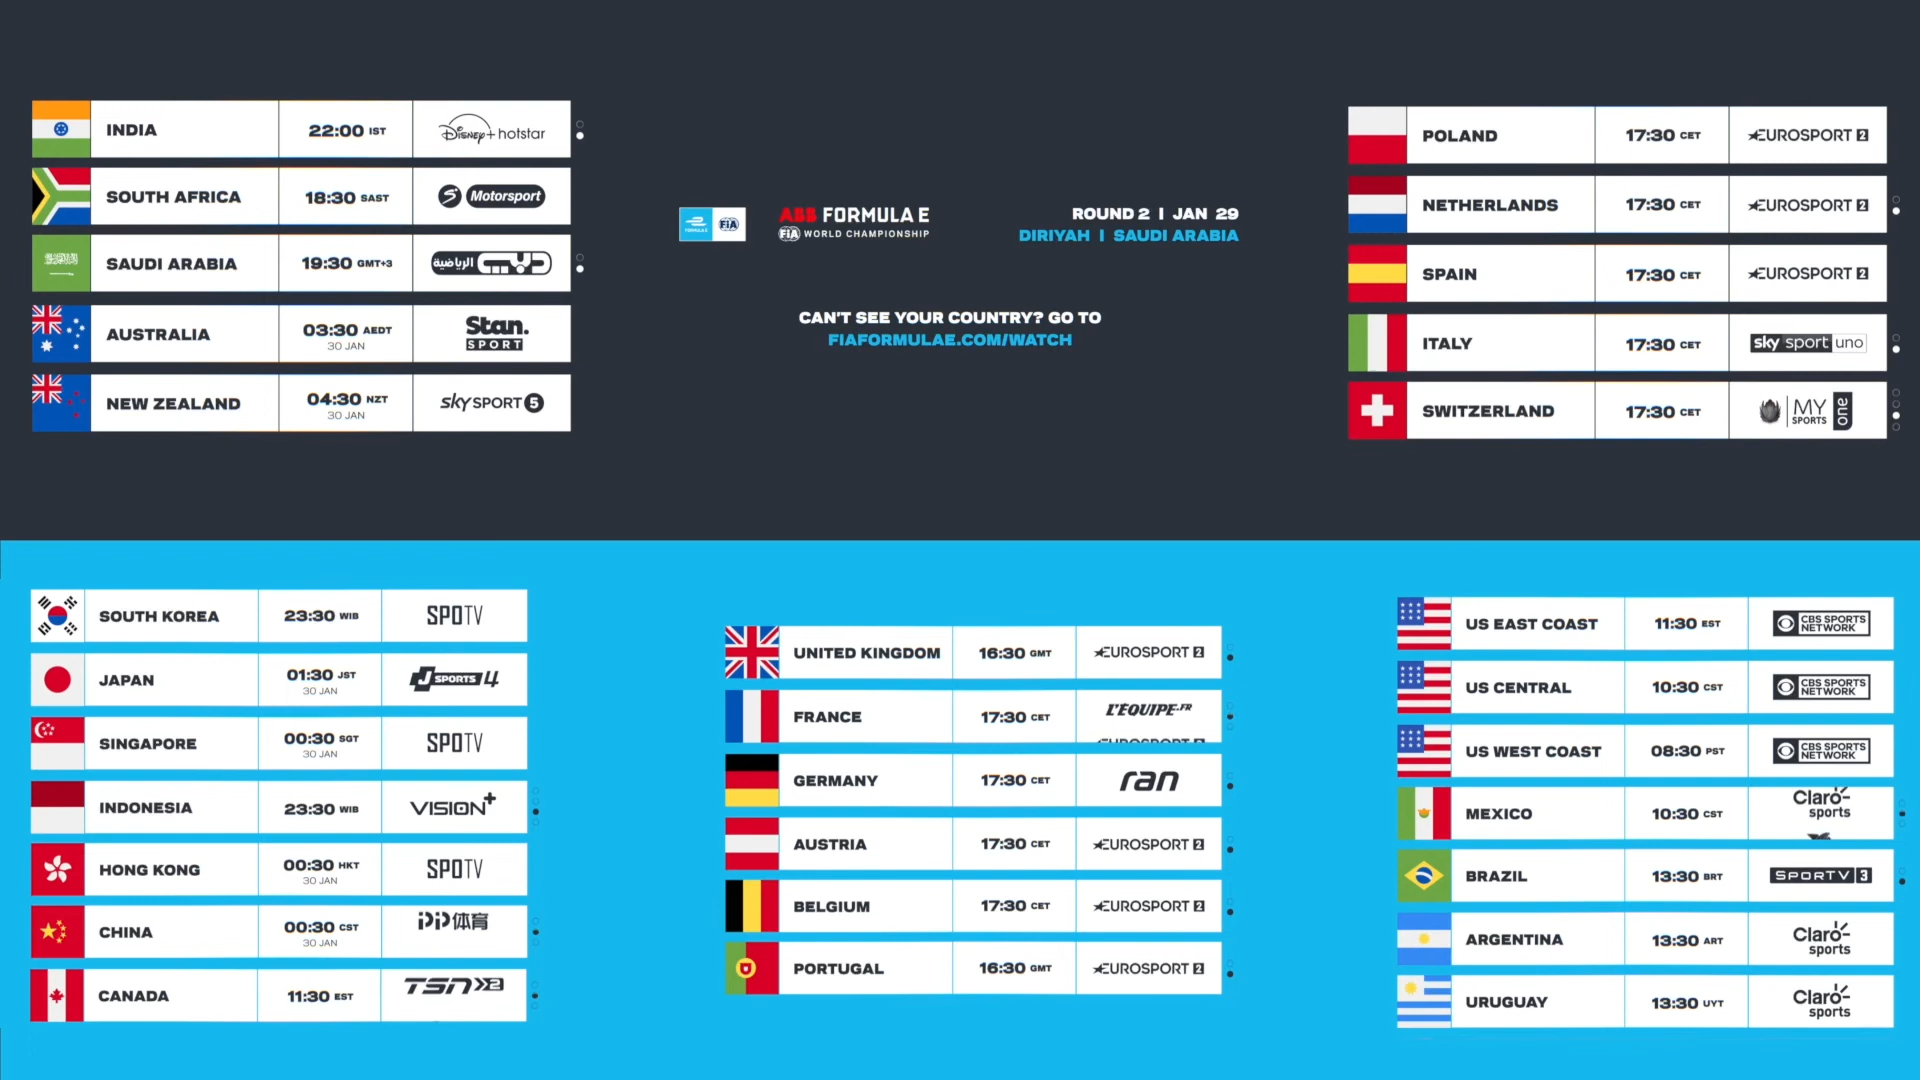 INDIA
22:00 IST
Disney+ hotstar
SOUTH AFRICA
18:30 SAST
S Motorsport
SAUDI ARABIA
19:30 GMT+3
دبي الرياضية
AUSTRALIA
03:30 AEDT
30 JAN
Stan.
SPORT
NEW ZEALAND
04:30 NZT
30 JAN
sky SPORT 5
FORMULA E
FIA
ABB FORMULA E
FIA WORLD CHAMPIONSHIP
ROUND 2 | JAN 29
DIRIYAH | SAUDI ARABIA
CAN'T SEE YOUR COUNTRY? GO TO
FIAFORMULAE.COM/WATCH
POLAND
17:30 CET
EUROSPORT 2
NETHERLANDS
17:30 CET
EUROSPORT 2
SPAIN
17:30 CET
EUROSPORT 2
ITALY
17:30 CET
sky sport uno
SWITZERLAND
17:30 CET
MY
SPORTS
one
SOUTH KOREA
23:30 WIB
SPOTV
JAPAN
01:30 JST
30 JAN
J SPORTS 4
SINGAPORE
00:30 SGT
30 JAN
SPOTV
INDONESIA
23:30 WIB
VISION+
HONG KONG
00:30 HKT
30 JAN
SPOTV
CHINA
00:30 CST
30 JAN
PP体育
CANADA
11:30 EST
TSN 2
UNITED KINGDOM
16:30 GMT
EUROSPORT 2
FRANCE
17:30 CET
L'ÉQUIPE.FR
EUROSPORT 2
GERMANY
17:30 CET
ran
AUSTRIA
17:30 CET
EUROSPORT 2
BELGIUM
17:30 CET
EUROSPORT 2
PORTUGAL
16:30 GMT
EUROSPORT 2
US EAST COAST
11:30 EST
CBS SPORTS
NETWORK
US CENTRAL
10:30 CST
CBS SPORTS
NETWORK
US WEST COAST
08:30 PST
CBS SPORTS
NETWORK
MEXICO
10:30 CST
Claro
sports
BRAZIL
13:30 BRT
SPORTV 3
ARGENTINA
13:30 ART
Claro
sports
URUGUAY
13:30 UYT
Claro
sports